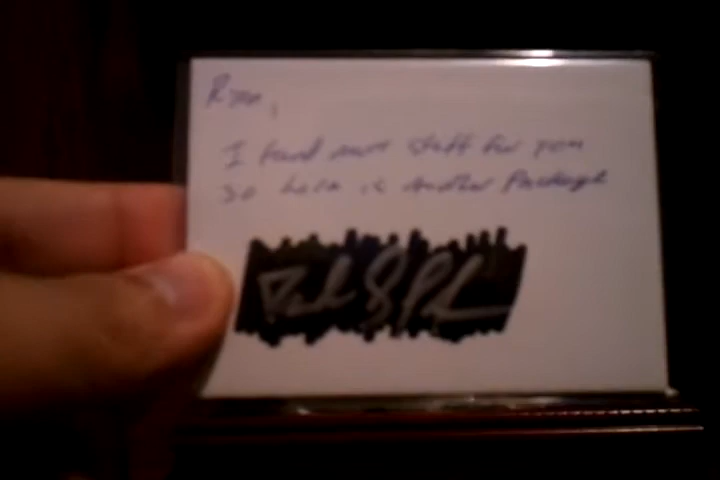 Ryan,
I found more stuff for you
so here is Another Package